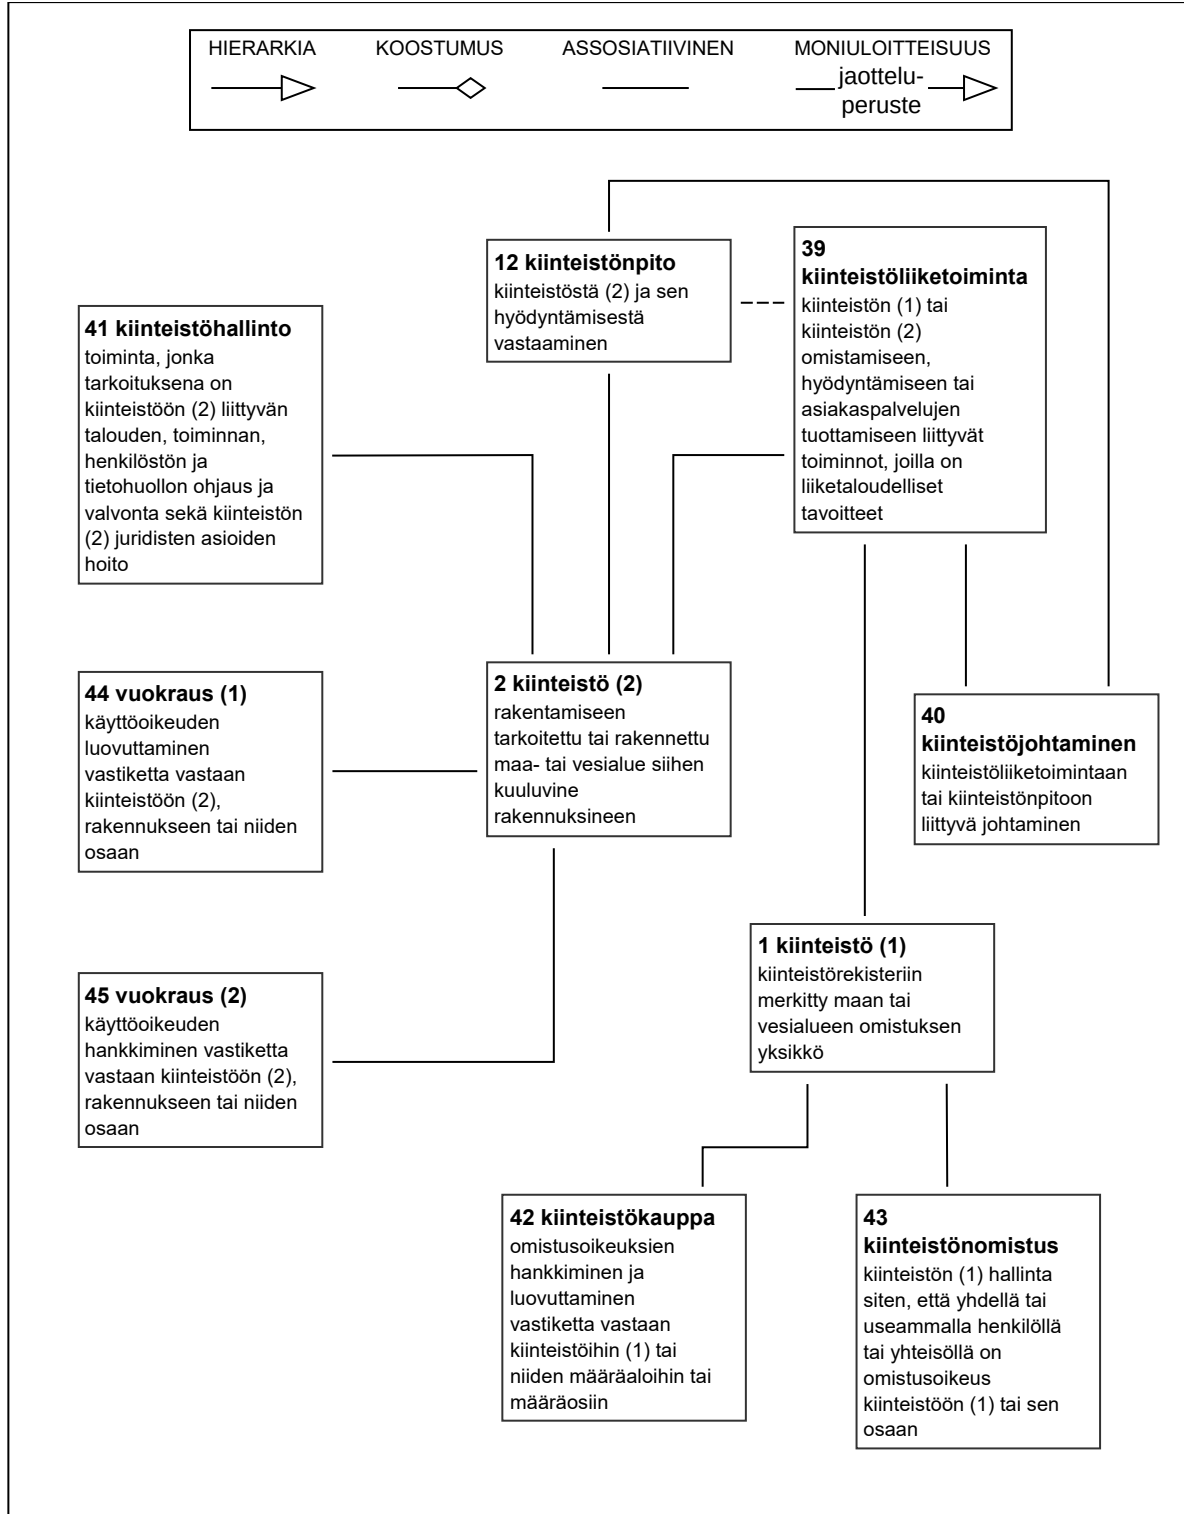 HIERARKIA
KOOSTUMUS
ASSOSIATIIVINEN
MONIULOITTEISUUS
jaottelu-
peruste
12 kiinteistönpito
kiinteistöstä (2) ja sen
hyödyntämisestä
vastaaminen
39
kiinteistöliiketoiminta
kiinteistön (1) tai
kiinteistön (2)
omistamiseen,
hyödyntämiseen tai
asiakaspalvelujen
tuottamiseen liittyvät
toiminnot, joilla on
liiketaloudelliset
tavoitteet
41 kiinteistöhallinto
toiminta, jonka
tarkoituksena on
kiinteistöön (2) liittyvän
talouden, toiminnan,
henkilöstön ja
tietohuollon ohjaus ja
valvonta sekä kiinteistön
(2) juridisten asioiden
hoito
44 vuokraus (1)
käyttöoikeuden
luovuttaminen
vastiketta vastaan
kiinteistöön (2),
rakennukseen tai niiden
osaan
2 kiinteistö (2)
rakentamiseen
tarkoitettu tai rakennettu
maa- tai vesialue siihen
kuuluvine
rakennuksineen
40
kiinteistöjohtaminen
kiinteistöliiketoimintaan
tai kiinteistönpitoon
liittyvä johtaminen
45 vuokraus (2)
käyttöoikeuden
hankkiminen vastiketta
vastaan kiinteistöön (2),
rakennukseen tai niiden
osaan
1 kiinteistö (1)
kiinteistörekisteriin
merkitty maan tai
vesialueen omistuksen
yksikkö
42 kiinteistökauppa
omistusoikeuksien
hankkiminen ja
luovuttaminen
vastiketta vastaan
kiinteistöihin (1) tai
niiden määräaloihin tai
määräosiin
43
kiinteistönomistus
kiinteistön (1) hallinta
siten, että yhdellä tai
useammalla henkilöllä
tai yhteisöllä on
omistusoikeus
kiinteistöön (1) tai sen
osaan